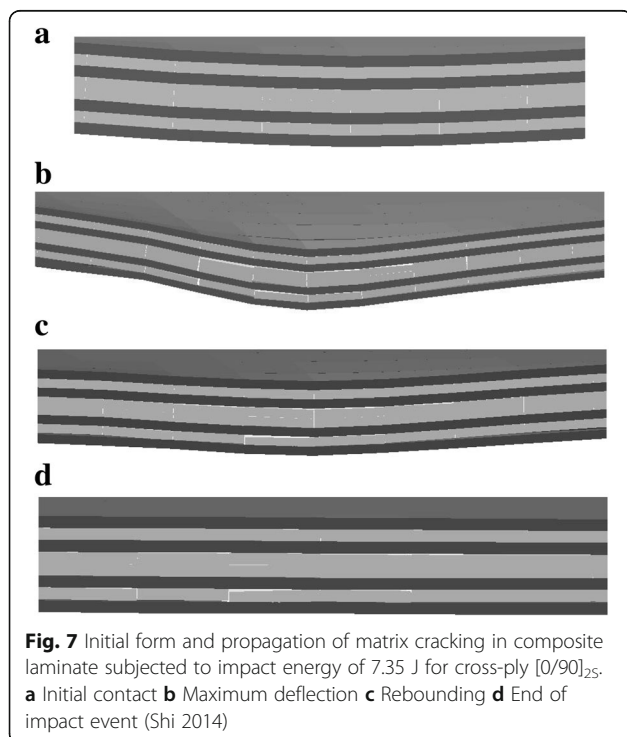 a
b
c
d
Fig. 7 Initial form and propagation of matrix cracking in composite
laminate subjected to impact energy of 7.35 J for cross-ply [0/90]2S.
a Initial contact b Maximum deflection c Rebounding d End of
impact event (Shi 2014)